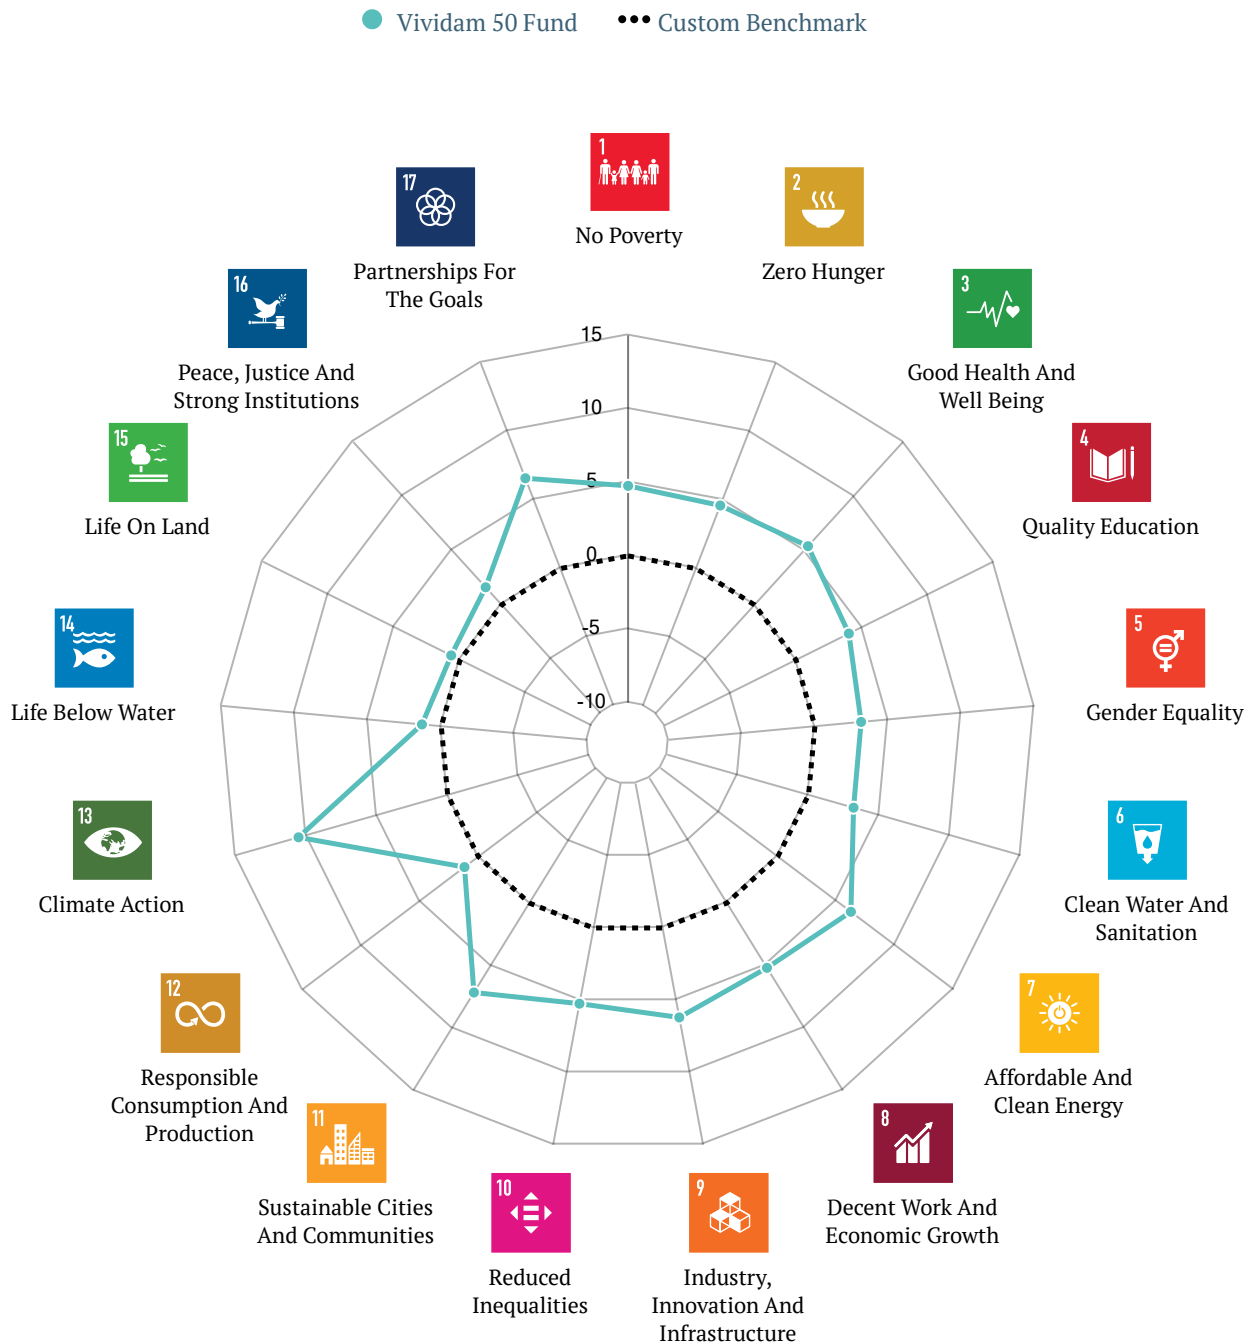 Vividam 50 Fund
Custom Benchmark
1
No Poverty
2
Zero Hunger
3
Good Health And
Well Being
4
Quality Education
5
Gender Equality
6
Clean Water And
Sanitation
7
Affordable And
Clean Energy
8
Decent Work And
Economic Growth
9
Industry,
Innovation And
Infrastructure
10
Reduced
Inequalities
11
Sustainable Cities
And Communities
12
Responsible
Consumption And
Production
13
Climate Action
14
Life Below Water
15
Life On Land
16
Peace, Justice And
Strong Institutions
17
Partnerships For
The Goals
15
10
5
0
-5
-10